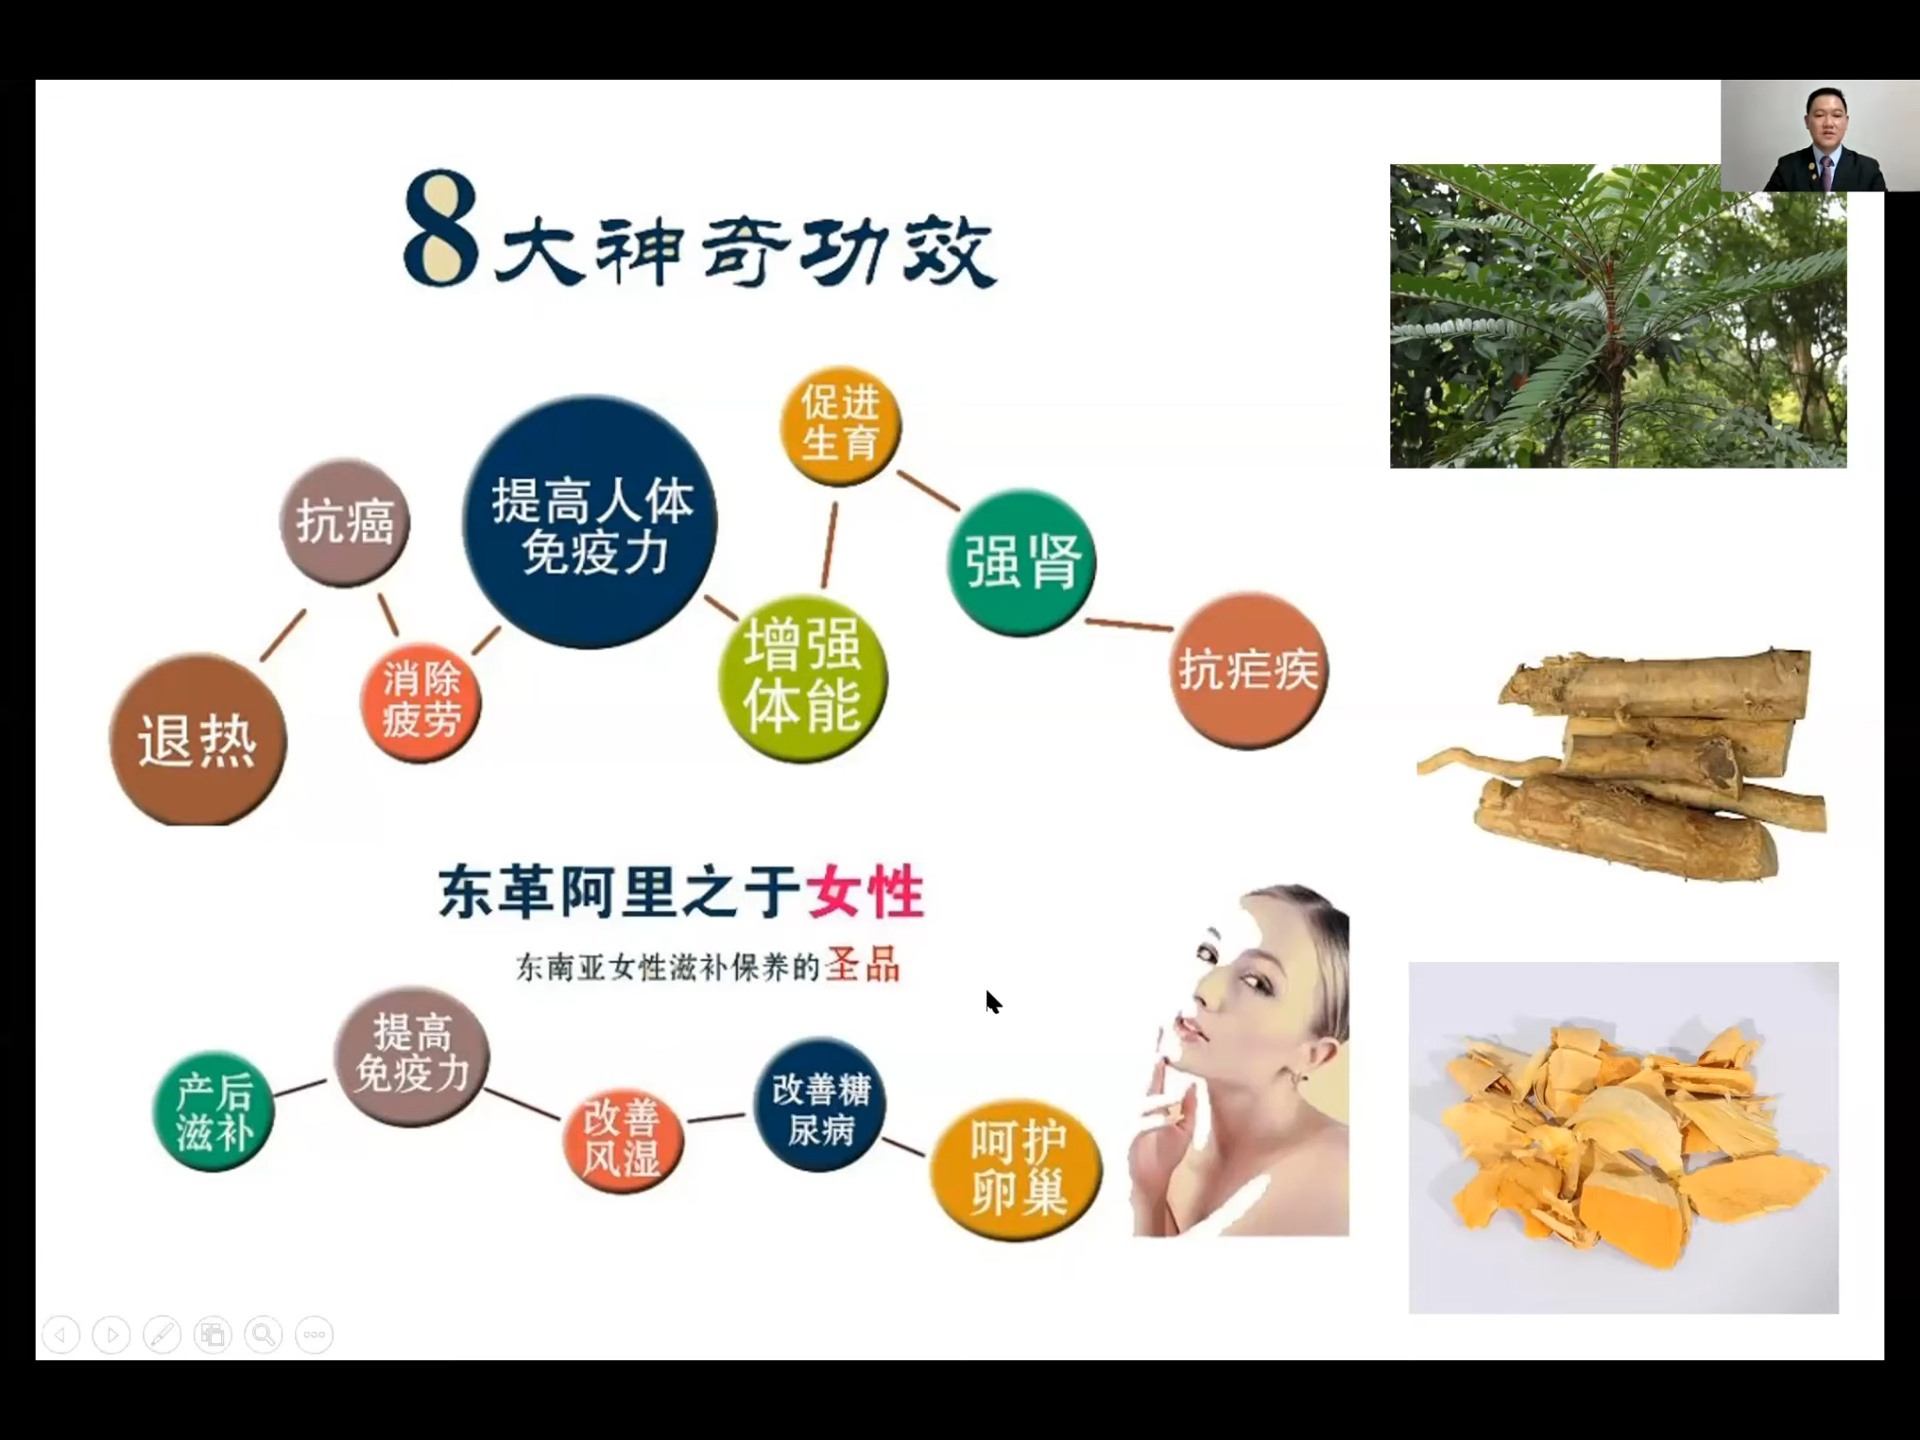 8大神奇功效
退热
抗癌
消除
疲劳
提高人体
免疫力
增强
体能
促进
生育
强肾
抗疟疾
东革阿里之于女性
东南亚女性滋补保养的圣品
产后
滋补
提高
免疫力
改善
风湿
改善糖
尿病
呵护
卵巢